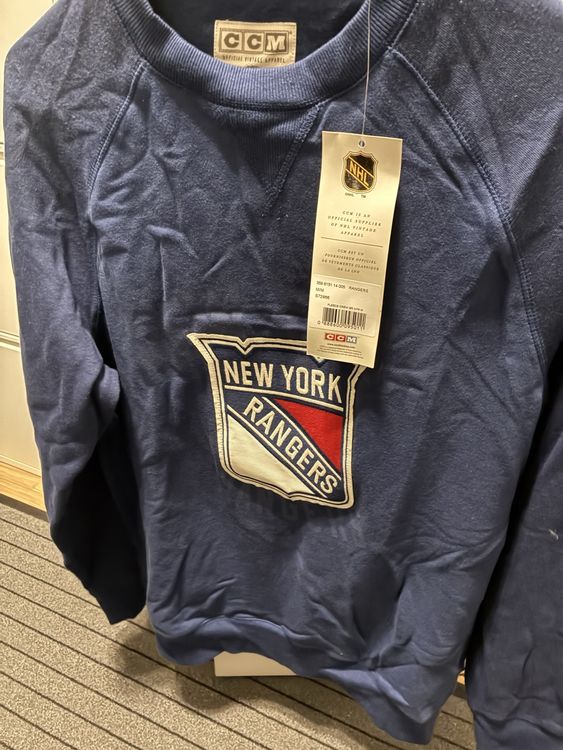 CCM
OFFICIAL VINTAGE APPAREL
NHL
CCM IS AN
OFFICIAL SUPPLIER
OF NHL VINTAGE
APPAREL
CCM EST UN
FOURNISSEUR OFFICIEL
DE VÊTEMENTS CLASSIQUE
DE LA LNH
RANGERS
M/M
CCM
NEW YORK
RANGERS